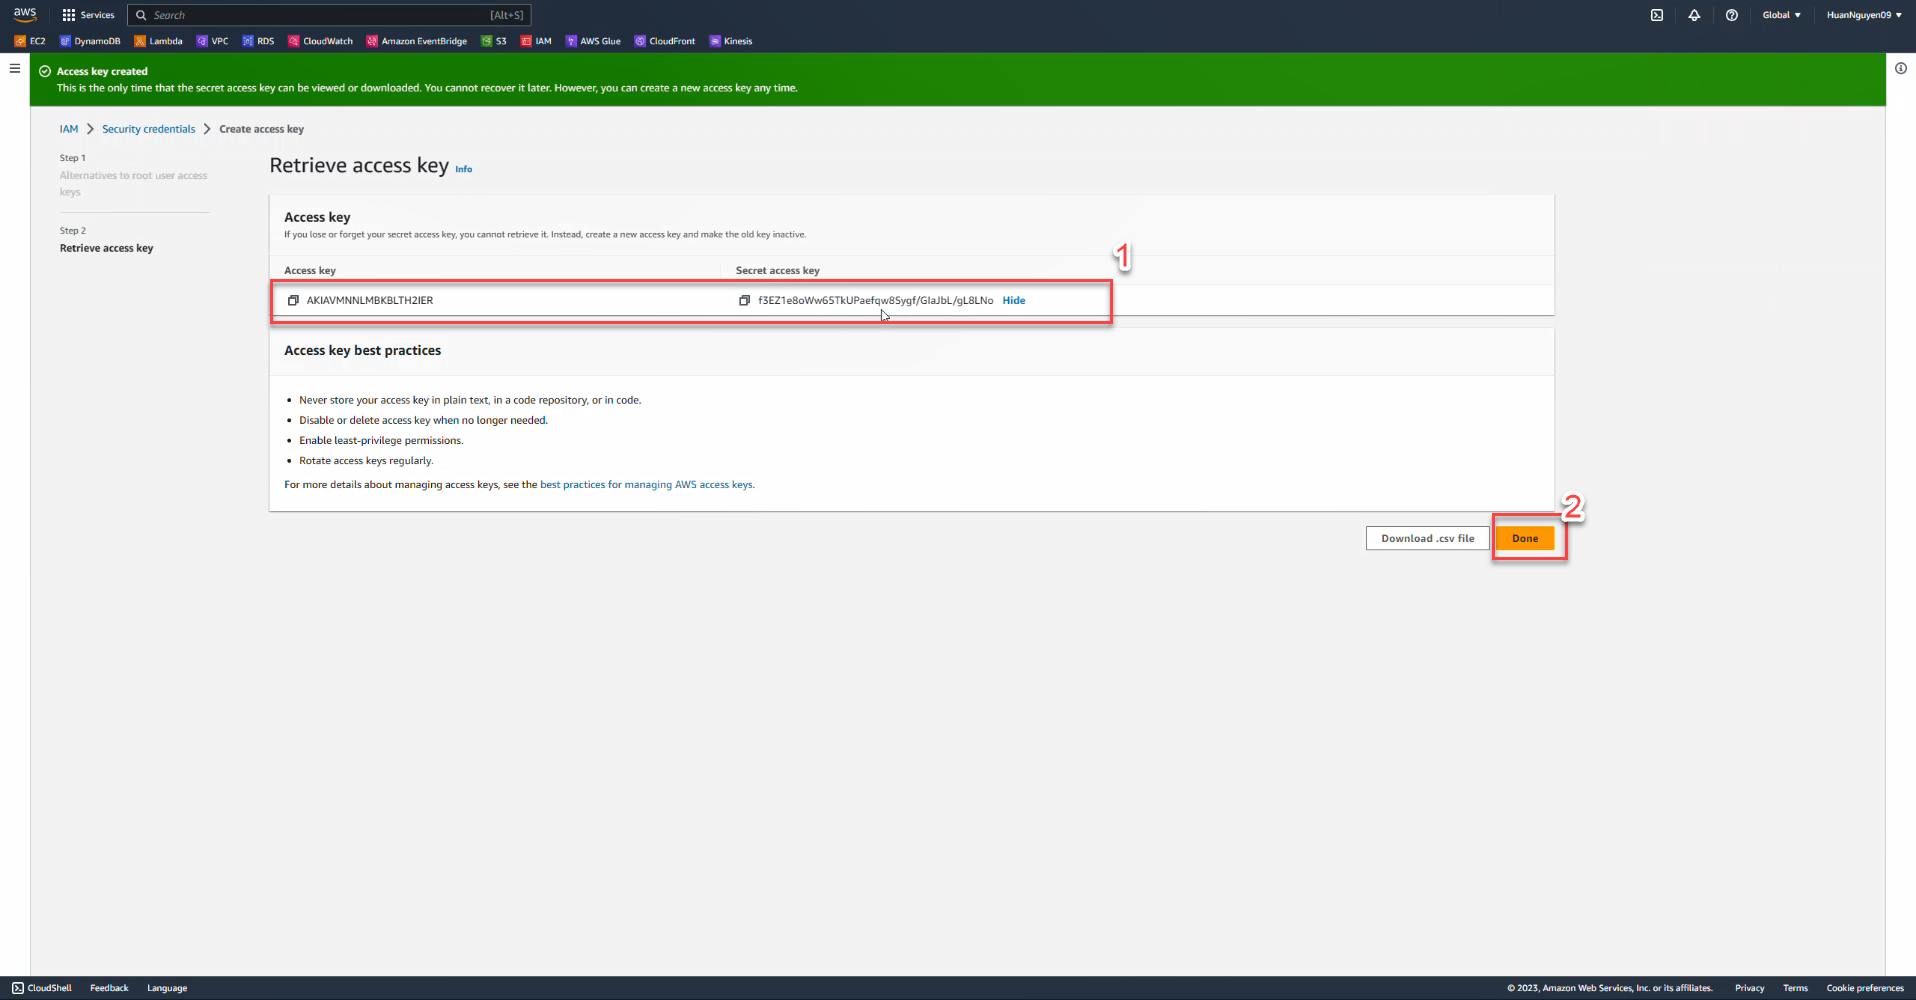 aws
Services
Search
[Alt+S]
Global
HuanNguyen09
EC2
DynamoDB
Lambda
VPC
RDS
CloudWatch
Amazon EventBridge
S3
IAM
AWS Glue
CloudFront
Kinesis
Access key created
This is the only time that the secret access key can be viewed or downloaded. You cannot recover it later. However, you can create a new access key any time.
IAM > Security credentials > Create access key
Step 1
Alternatives to root user access
keys
Step 2
Retrieve access key
Retrieve access key Info
Access key
If you lose or forget your secret access key, you cannot retrieve it. Instead, create a new access key and make the old key inactive.
1
Access key
Secret access key
AKIAVMNNLMBKBLTH2IER
f3EZ1e8oWw65TkUPaefqw8Sygf/GIaJbL/gL8LNo Hide
Access key best practices
• Never store your access key in plain text, in a code repository, or in code.
• Disable or delete access key when no longer needed.
• Enable least-privilege permissions.
• Rotate access keys regularly.
For more details about managing access keys, see the best practices for managing AWS access keys.
2
Download .csv file
Done
CloudShell
Feedback
Language
© 2023, Amazon Web Services, Inc. or its affiliates.
Privacy
Terms
Cookie preferences